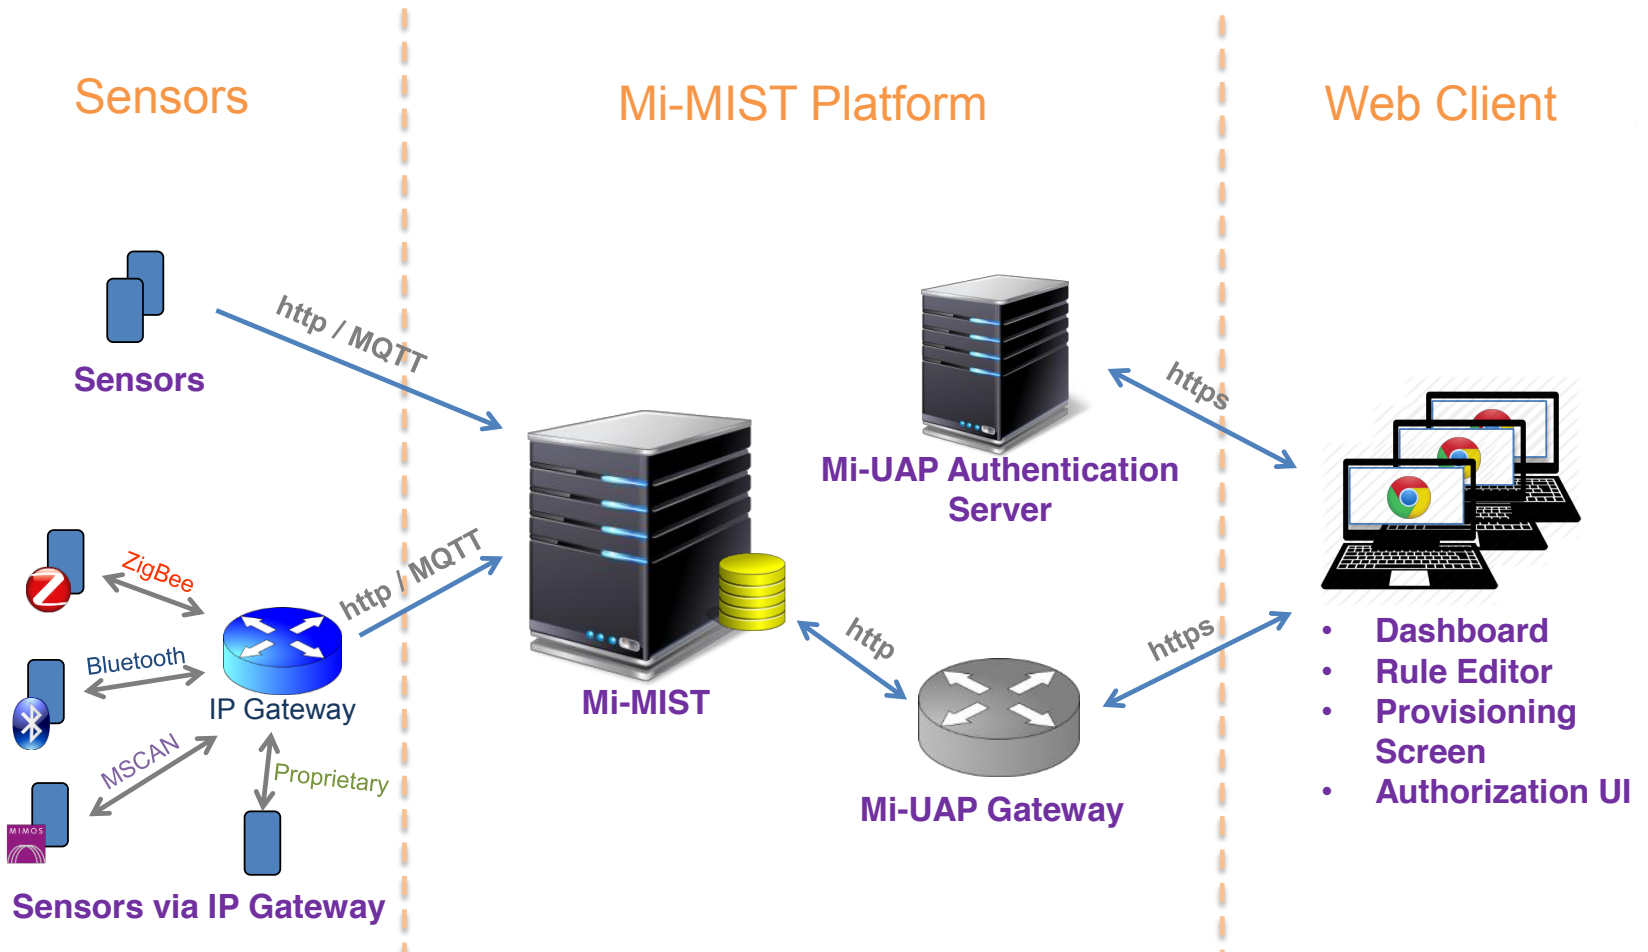 Sensors
Mi-MIST Platform
Web Client
http / MQTT
Sensors
https
Mi-UAP Authentication
Server
ZigBee
http / MQTT
Bluetooth
IP Gateway
Mi-MIST
http
https
MSCAN
Proprietary
Mi-UAP Gateway
MIMOS
Sensors via IP Gateway
• Dashboard
• Rule Editor
• Provisioning
Screen
• Authorization UI